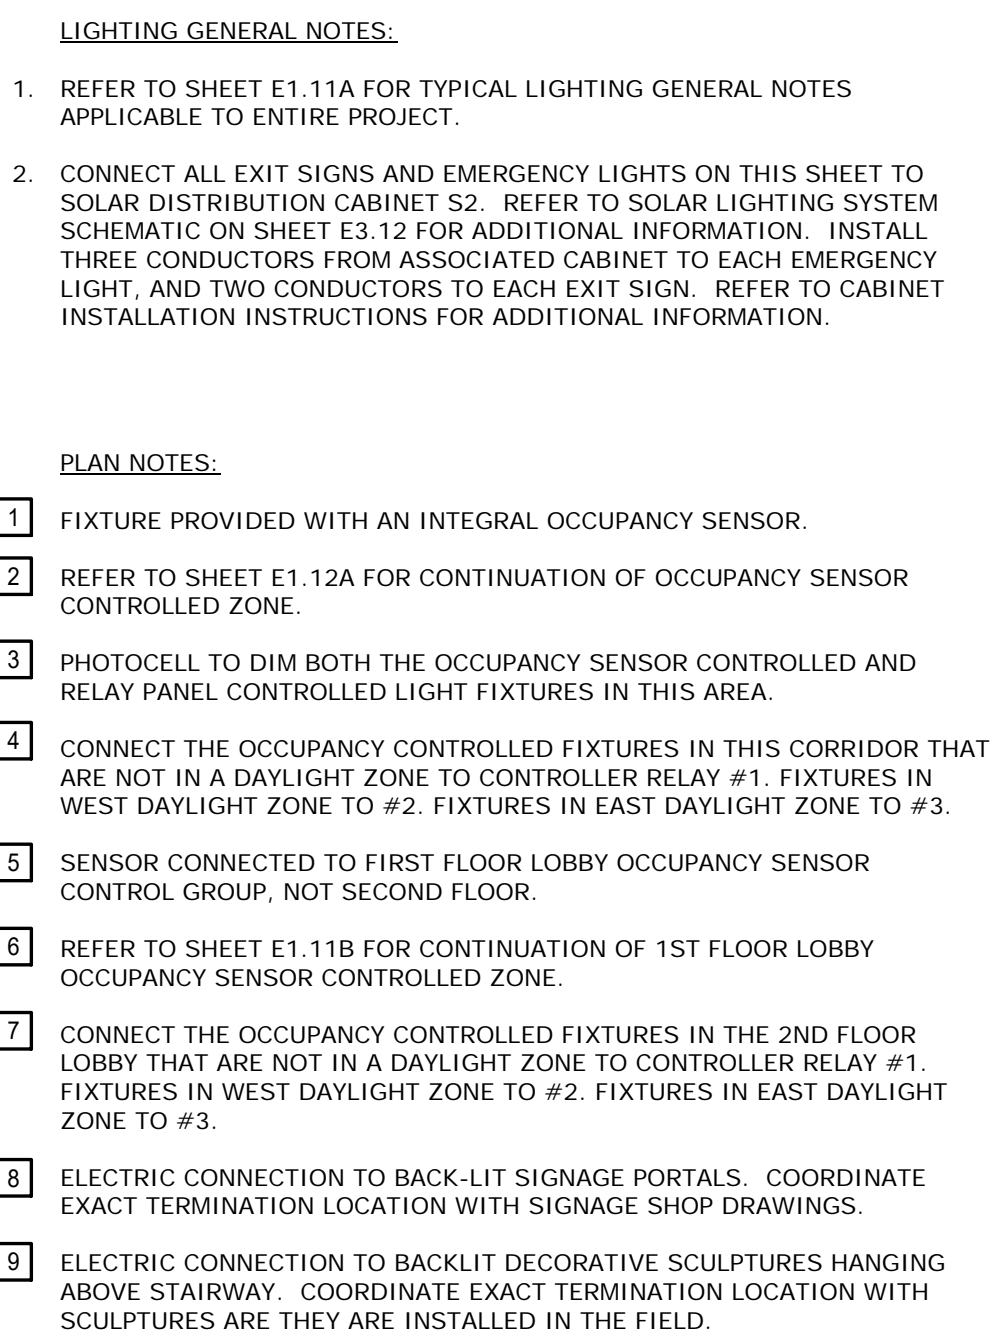 LIGHTING GENERAL NOTES:
1. REFER TO SHEET E1.11A FOR TYPICAL LIGHTING GENERAL NOTES
APPLICABLE TO ENTIRE PROJECT.
2. CONNECT ALL EXIT SIGNS AND EMERGENCY LIGHTS ON THIS SHEET TO
SOLAR DISTRIBUTION CABINET S2.  REFER TO SOLAR LIGHTING SYSTEM
SCHEMATIC ON SHEET E3.12 FOR ADDITIONAL INFORMATION.  INSTALL
THREE CONDUCTORS FROM ASSOCIATED CABINET TO EACH EMERGENCY
LIGHT, AND TWO CONDUCTORS TO EACH EXIT SIGN.  REFER TO CABINET
INSTALLATION INSTRUCTIONS FOR ADDITIONAL INFORMATION.
PLAN NOTES:
1 FIXTURE PROVIDED WITH AN INTEGRAL OCCUPANCY SENSOR.
2 REFER TO SHEET E1.12A FOR CONTINUATION OF OCCUPANCY SENSOR
CONTROLLED ZONE.
3 PHOTOCELL TO DIM BOTH THE OCCUPANCY SENSOR CONTROLLED AND
RELAY PANEL CONTROLLED LIGHT FIXTURES IN THIS AREA.
4 CONNECT THE OCCUPANCY CONTROLLED FIXTURES IN THIS CORRIDOR THAT
ARE NOT IN A DAYLIGHT ZONE TO CONTROLLER RELAY #1. FIXTURES IN
WEST DAYLIGHT ZONE TO #2. FIXTURES IN EAST DAYLIGHT ZONE TO #3.
5 SENSOR CONNECTED TO FIRST FLOOR LOBBY OCCUPANCY SENSOR
CONTROL GROUP, NOT SECOND FLOOR.
6 REFER TO SHEET E1.11B FOR CONTINUATION OF 1ST FLOOR LOBBY
OCCUPANCY SENSOR CONTROLLED ZONE.
7 CONNECT THE OCCUPANCY CONTROLLED FIXTURES IN THE 2ND FLOOR
LOBBY THAT ARE NOT IN A DAYLIGHT ZONE TO CONTROLLER RELAY #1.
FIXTURES IN WEST DAYLIGHT ZONE TO #2. FIXTURES IN EAST DAYLIGHT
ZONE TO #3.
8 ELECTRIC CONNECTION TO BACK-LIT SIGNAGE PORTALS.  COORDINATE
EXACT TERMINATION LOCATION WITH SIGNAGE SHOP DRAWINGS.
9 ELECTRIC CONNECTION TO BACKLIT DECORATIVE SCULPTURES HANGING
ABOVE STAIRWAY.  COORDINATE EXACT TERMINATION LOCATION WITH
SCULPTURES ARE THEY ARE INSTALLED IN THE FIELD.